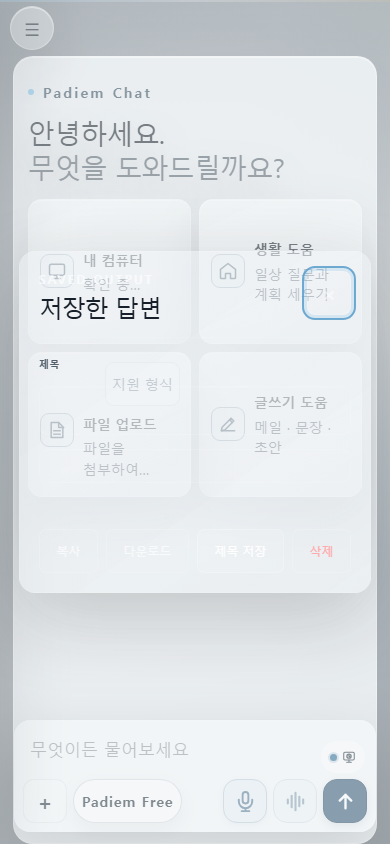 Padiem Chat
안녕하세요.
무엇을 도와드릴까요?
내 컴퓨터
확인 중...
생활 도움
일상 질문과
계획 세우기
저장한 답변
제목
지원 형식
파일 업로드
파일을
첨부하여...
글쓰기 도움
메일 · 문장 ·
초안
복사
다운로드
제목 저장
삭제
무엇이든 물어보세요
Padiem Free